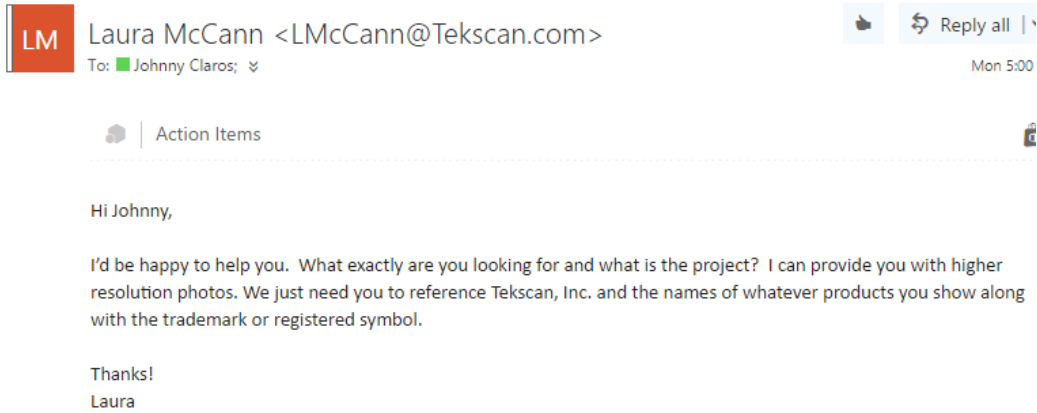 LM
Laura McCann <LMcCann@Tekscan.com>
Reply all
To: Johnny Claros;
Mon 5:00
Action Items
Hi Johnny,
I'd be happy to help you.  What exactly are you looking for and what is the project?  I can provide you with higher
resolution photos. We just need you to reference Tekscan, Inc. and the names of whatever products you show along
with the trademark or registered symbol.
Thanks!
Laura